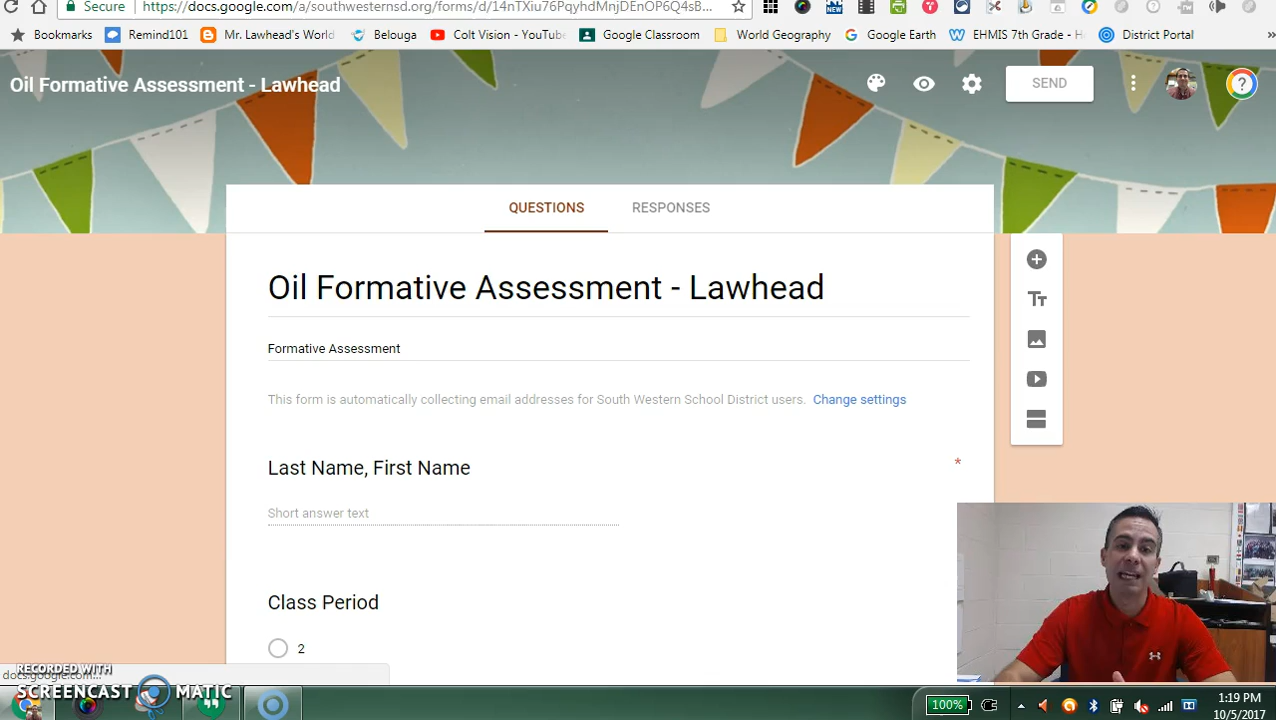 Secure https://docs.google.com/a/southwesternsd.org/forms/d/14nTXiu76PqyhdMnjDEnOP6Q4sB...
NEW
Bookmarks Remind101 Mr. Lawhead's World Belouga Colt Vision - YouTube Google Classroom World Geography Google Earth EHMIS 7th Grade - H District Portal »
Oil Formative Assessment - Lawhead
SEND
QUESTIONS RESPONSES
Oil Formative Assessment - Lawhead
Formative Assessment
This form is automatically collecting email addresses for South Western School District users. Change settings
Last Name, First Name *
Short answer text
Class Period
2
docs.google.com...
RECORDED WITH
SCREENCAST MATIC
100%
1:19 PM
10/5/2017